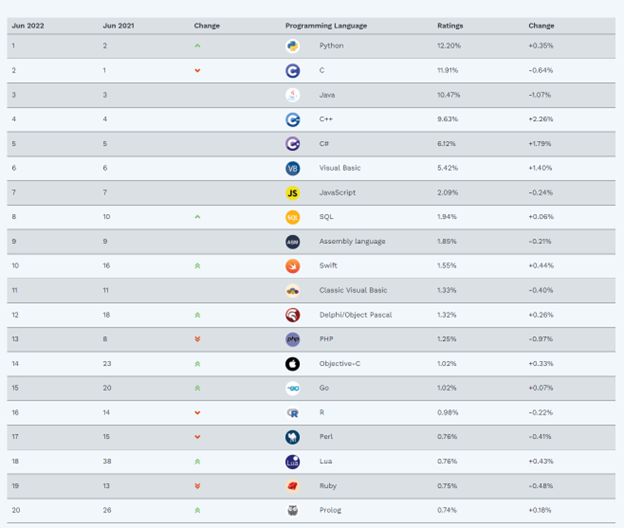 Jun 2022 Jun 2021 Change Programming Language Ratings Change
1 2 Python 12.20% +0.35%
2 1 C 11.91% -0.64%
3 3 Java 10.47% -1.07%
4 4 C++ 9.63% +2.26%
5 5 C# 6.12% +1.79%
6 6 VB Visual Basic 5.42% +1.40%
7 7 JS JavaScript 2.09% -0.24%
8 10 SQL SQL 1.94% +0.06%
9 9 ASM Assembly language 1.85% -0.21%
10 16 Swift 1.55% +0.44%
11 11 Classic Visual Basic 1.33% -0.40%
12 18 Delphi/Object Pascal 1.32% +0.26%
13 8 php PHP 1.25% -0.97%
14 23 Objective-C 1.02% +0.33%
15 20 GO Go 1.02% +0.07%
16 14 R R 0.98% -0.22%
17 15 Perl 0.76% -0.41%
18 38 Lua Lua 0.76% +0.43%
19 13 Ruby 0.75% -0.48%
20 26 Prolog 0.74% +0.18%